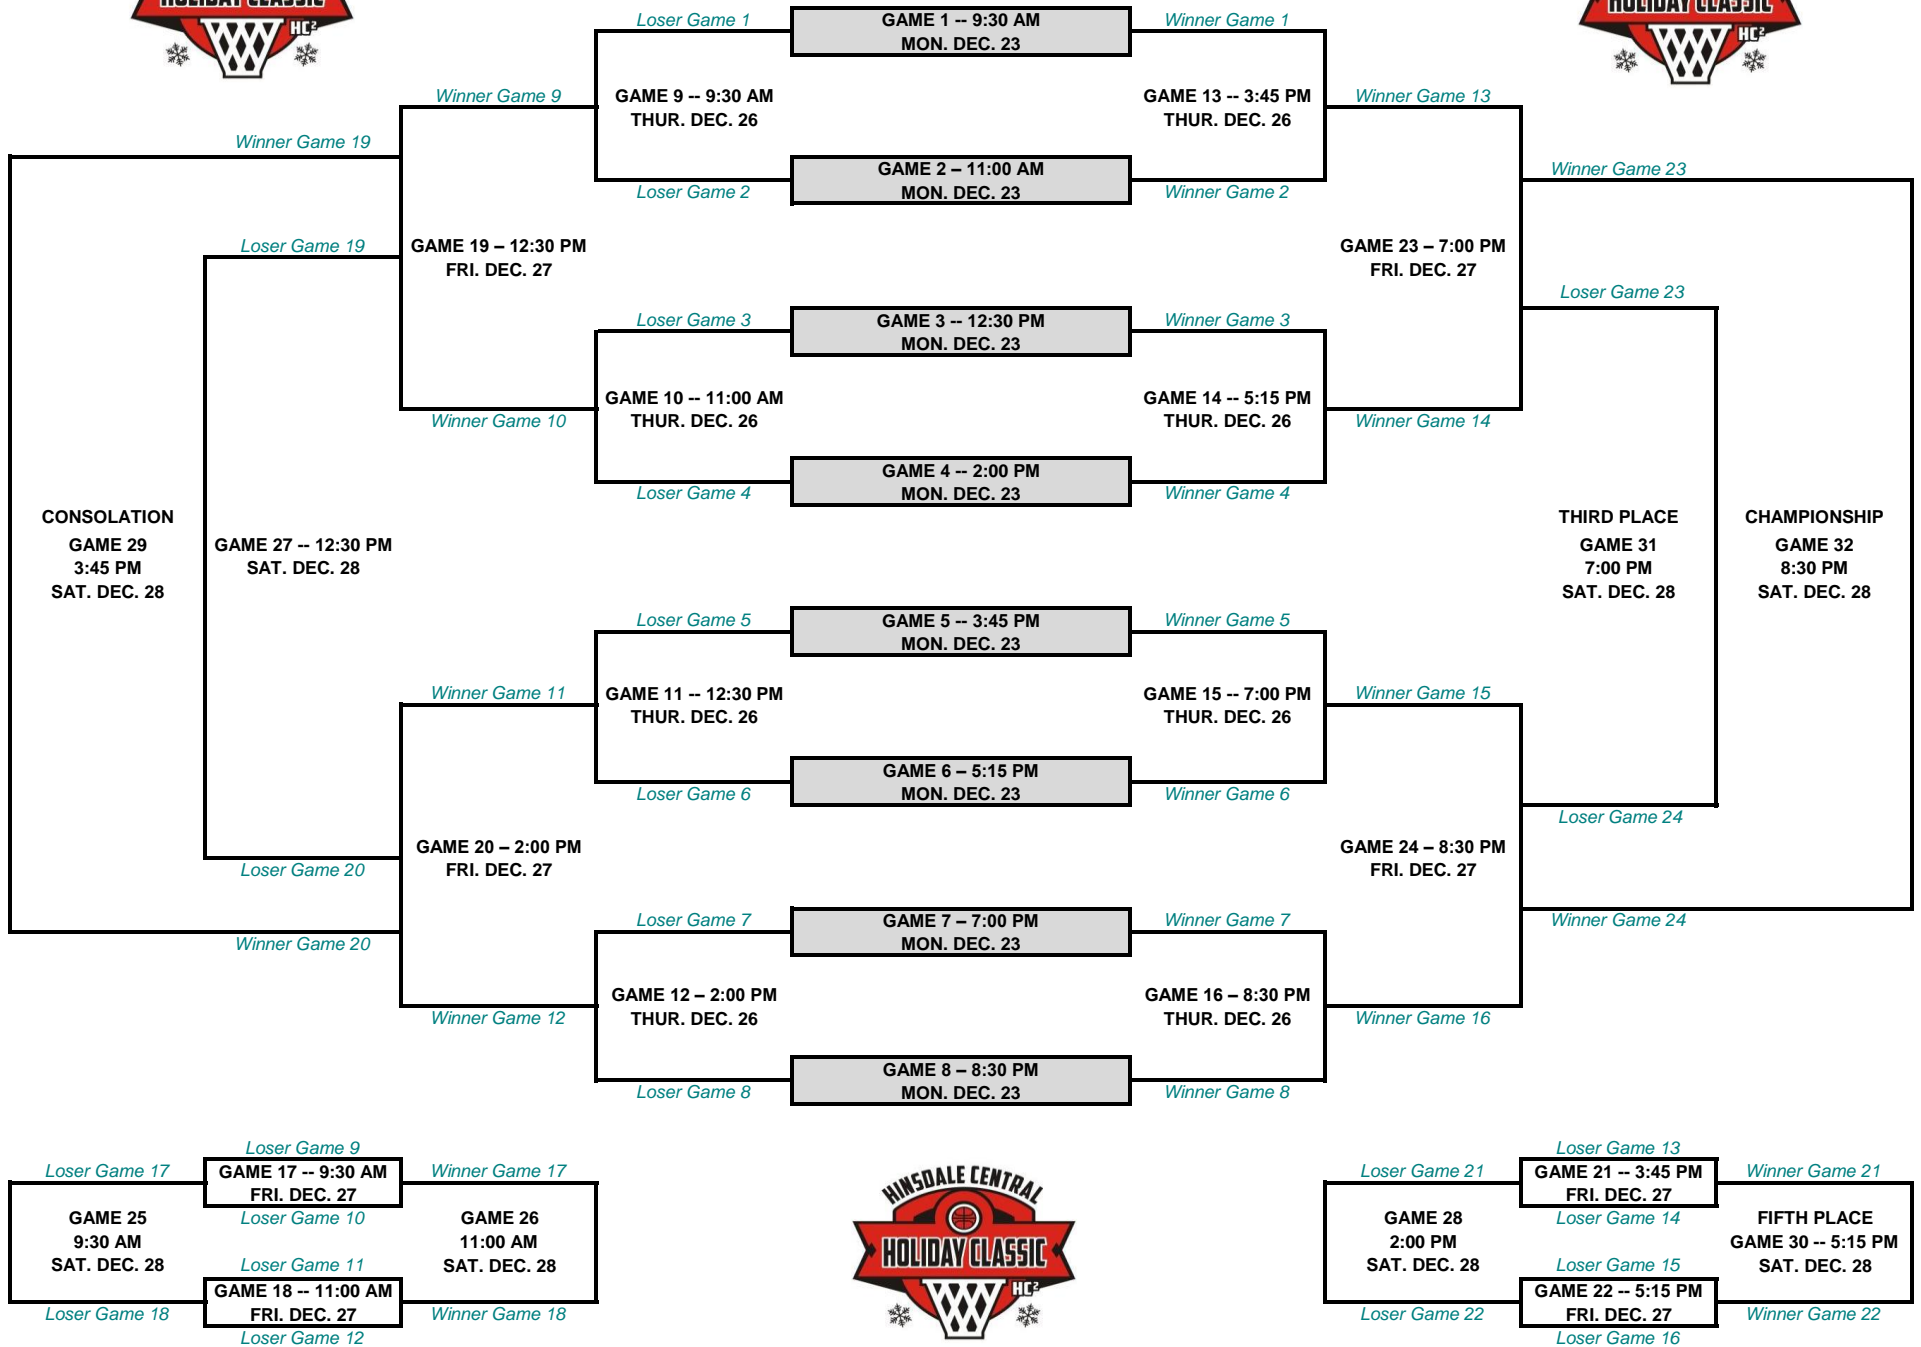 HOLIDAY CLASSIC
HC²
HOLIDAY CLASSIC
HC²
Loser Game 1
GAME 1 -- 9:30 AM
MON. DEC. 23
Winner Game 1
Winner Game 9
GAME 9 -- 9:30 AM
THUR. DEC. 26
GAME 13 -- 3:45 PM
THUR. DEC. 26
Winner Game 13
Winner Game 19
Loser Game 2
GAME 2 – 11:00 AM
MON. DEC. 23
Winner Game 2
Winner Game 23
Loser Game 19
GAME 19 – 12:30 PM
FRI. DEC. 27
GAME 23 – 7:00 PM
FRI. DEC. 27
Loser Game 23
Loser Game 3
GAME 3 -- 12:30 PM
MON. DEC. 23
Winner Game 3
Winner Game 10
GAME 10 -- 11:00 AM
THUR. DEC. 26
GAME 14 -- 5:15 PM
THUR. DEC. 26
Winner Game 14
Loser Game 4
GAME 4 -- 2:00 PM
MON. DEC. 23
Winner Game 4
CONSOLATION
GAME 29
3:45 PM
SAT. DEC. 28
GAME 27 -- 12:30 PM
SAT. DEC. 28
THIRD PLACE
GAME 31
7:00 PM
SAT. DEC. 28
CHAMPIONSHIP
GAME 32
8:30 PM
SAT. DEC. 28
Loser Game 5
GAME 5 -- 3:45 PM
MON. DEC. 23
Winner Game 5
Winner Game 11
GAME 11 -- 12:30 PM
THUR. DEC. 26
GAME 15 -- 7:00 PM
THUR. DEC. 26
Winner Game 15
Loser Game 6
GAME 6 – 5:15 PM
MON. DEC. 23
Winner Game 6
Loser Game 24
Loser Game 20
GAME 20 – 2:00 PM
FRI. DEC. 27
GAME 24 – 8:30 PM
FRI. DEC. 27
Loser Game 7
GAME 7 – 7:00 PM
MON. DEC. 23
Winner Game 7
Winner Game 24
Winner Game 20
Winner Game 12
GAME 12 – 2:00 PM
THUR. DEC. 26
GAME 16 – 8:30 PM
THUR. DEC. 26
Winner Game 16
Loser Game 8
GAME 8 – 8:30 PM
MON. DEC. 23
Winner Game 8
Loser Game 9
Loser Game 17
GAME 17 -- 9:30 AM
FRI. DEC. 27
Winner Game 17
Loser Game 10
GAME 25
9:30 AM
SAT. DEC. 28
GAME 26
11:00 AM
SAT. DEC. 28
Loser Game 11
Loser Game 18
GAME 18 -- 11:00 AM
FRI. DEC. 27
Winner Game 18
Loser Game 12
HINSDALE CENTRAL
HOLIDAY CLASSIC
HC²
Loser Game 13
Loser Game 21
GAME 21 -- 3:45 PM
FRI. DEC. 27
Winner Game 21
Loser Game 14
GAME 28
2:00 PM
SAT. DEC. 28
FIFTH PLACE
GAME 30 -- 5:15 PM
SAT. DEC. 28
Loser Game 15
Loser Game 22
GAME 22 -- 5:15 PM
FRI. DEC. 27
Winner Game 22
Loser Game 16